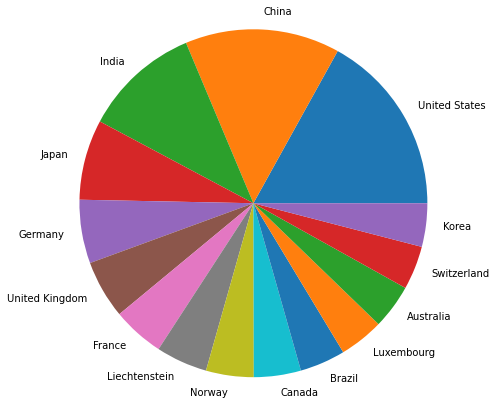 China
India
United States
Japan
Korea
Germany
Switzerland
United Kingdom
Australia
France
Luxembourg
Liechtenstein
Brazil
Norway
Canada